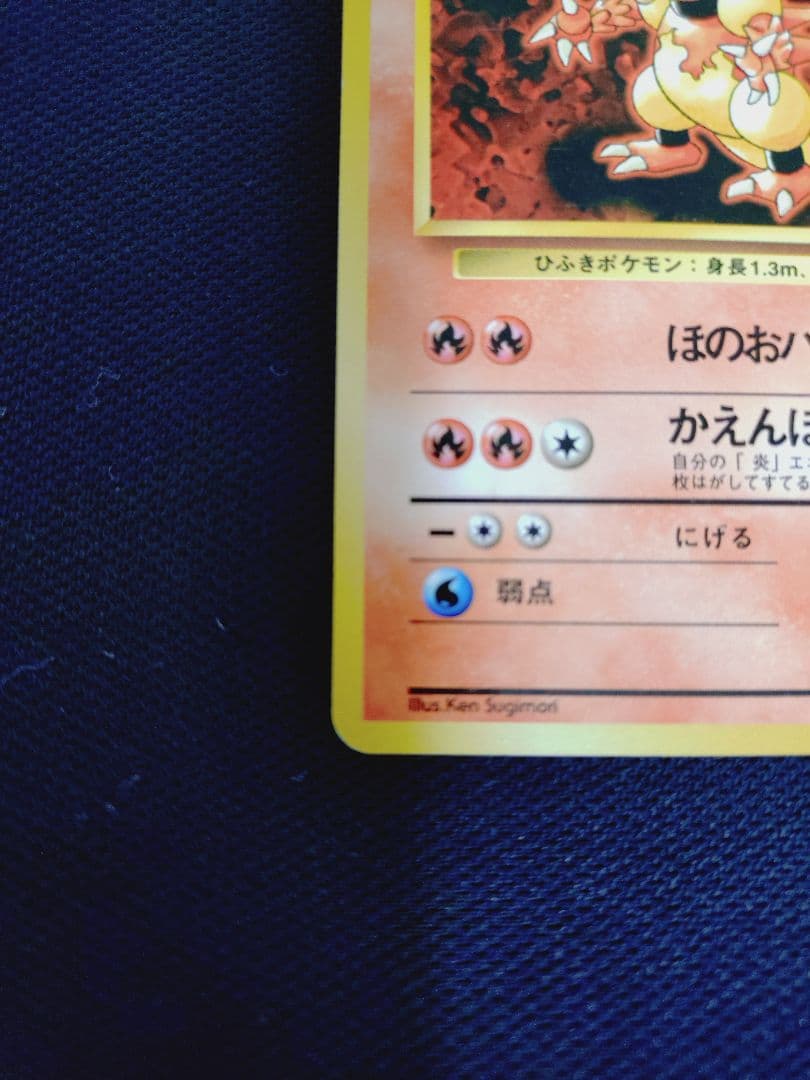 ひふきポケモン：身長1.3m、
ほのおパ
かえんほ
自分の「炎」エネ
枚はがしてすてる
にげる
弱点
Illus.Ken Sugimori